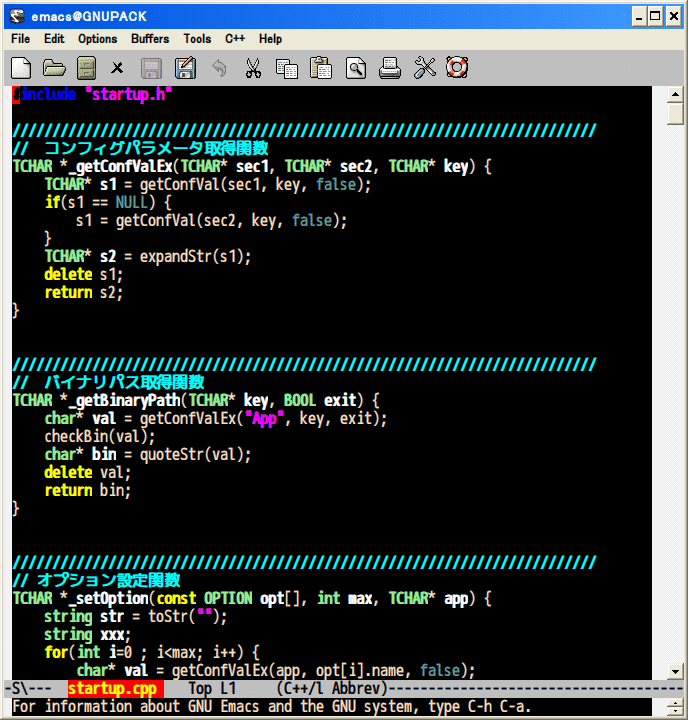 emacs@GNUPACK
File Edit Options Buffers Tools C++ Help
#include "startup.h"
//////////////////////////////////////////////////////////////////////////
//  コンフィグパラメータ取得関数
TCHAR *_getConfValEx(TCHAR* sec1, TCHAR* sec2, TCHAR* key) {
    TCHAR* s1 = getConfVal(sec1, key, false);
    if(s1 == NULL) {
        s1 = getConfVal(sec2, key, false);
    }
    TCHAR* s2 = expandStr(s1);
    delete s1;
    return s2;
}
//////////////////////////////////////////////////////////////////////////
//  バイナリパス取得関数
TCHAR *_getBinaryPath(TCHAR* key, BOOL exit) {
    char* val = getConfValEx("App", key, exit);
    checkBin(val);
    char* bin = quoteStr(val);
    delete val;
    return bin;
}
//////////////////////////////////////////////////////////////////////////
// オプション設定関数
TCHAR *_setOption(const OPTION opt[], int max, TCHAR* app) {
    string str = toStr("");
    string xxx;
    for(int i=0 ; i<max; i++) {
        char* val = getConfValEx(app, opt[i].name, false);
-S\---  startup.cpp    Top L1     (C++/l Abbrev)--------------------------------------
For information about GNU Emacs and the GNU system, type C-h C-a.